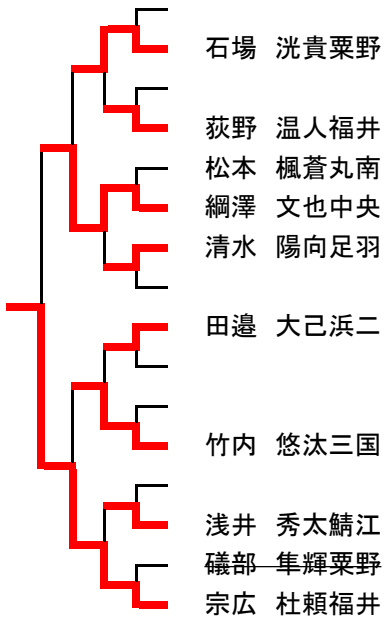 石場 洸貴粟野
荻野 温人福井
松本 楓蒼丸南
綱澤 文也中央
清水 陽向足羽
田邉 大己浜二
竹内 悠汰三国
浅井 秀太鯖江
礒部 隼輝粟野
宗広 杜頼福井